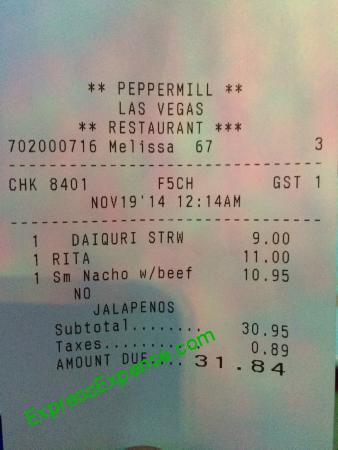 ** PEPPERMILL **
LAS VEGAS
** RESTAURANT ***
702000716 Melissa 67 3
CHK 8401 F5CH GST 1
NOV19'14 12:14AM
1 DAIQURI STRW 9.00
1 RITA 11.00
1 Sm Nacho w/beef 10.95
NO
JALAPENOS
Subtotal........ 30.95
Taxes........... 0.89
AMOUNT DUE.... 31.84
ExpressExpense.com